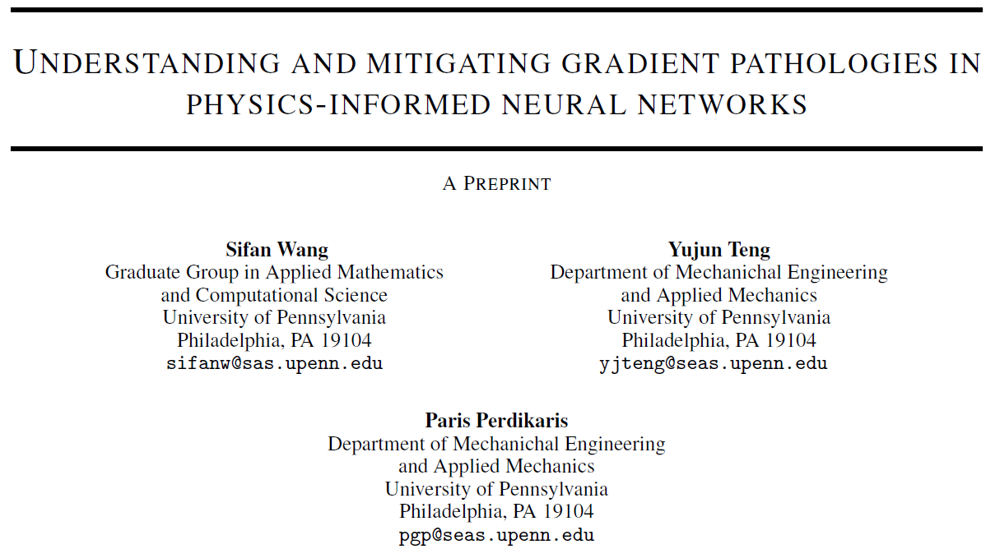 UNDERSTANDING AND MITIGATING GRADIENT PATHOLOGIES IN
PHYSICS-INFORMED NEURAL NETWORKS
A PREPRINT
Sifan Wang
Graduate Group in Applied Mathematics
and Computational Science
University of Pennsylvania
Philadelphia, PA 19104
sifanw@sas.upenn.edu
Yujun Teng
Department of Mechanichal Engineering
and Applied Mechanics
University of Pennsylvania
Philadelphia, PA 19104
yjteng@seas.upenn.edu
Paris Perdikaris
Department of Mechanichal Engineering
and Applied Mechanics
University of Pennsylvania
Philadelphia, PA 19104
pgp@seas.upenn.edu